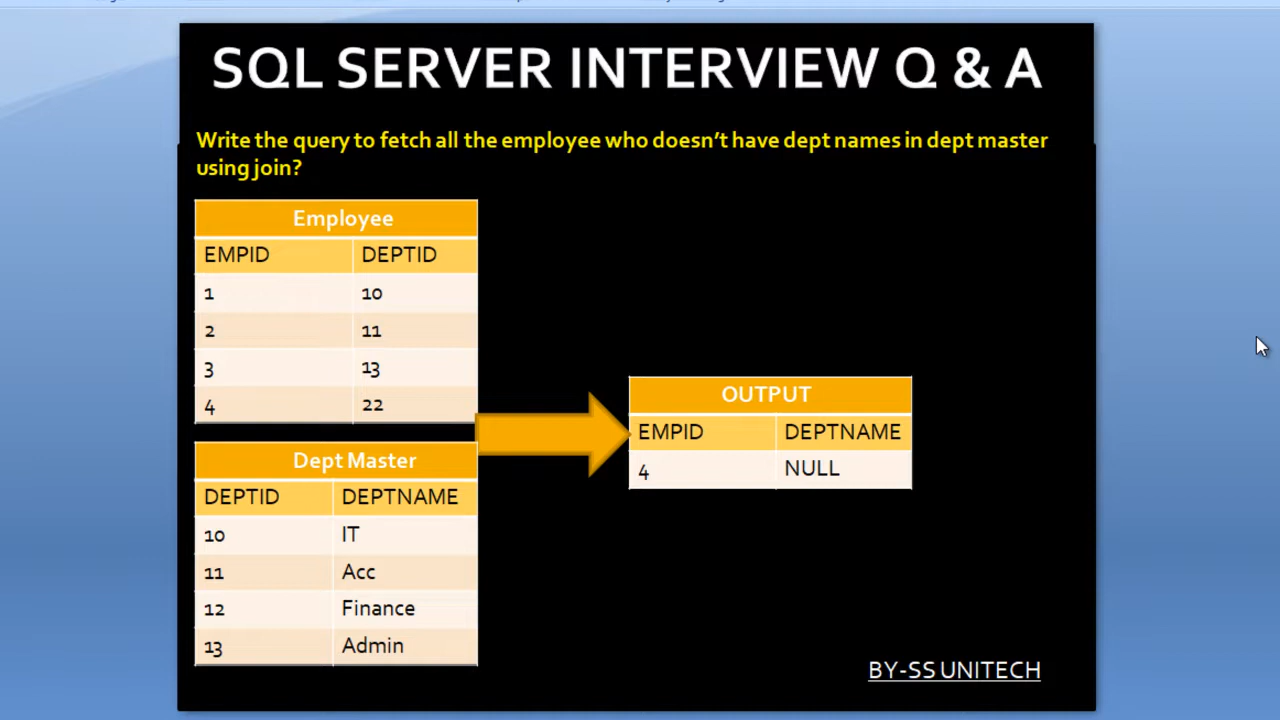 SQL SERVER INTERVIEW Q & A
Write the query to fetch all the employee who doesn't have dept names in dept master
using join?
Employee
EMPID DEPTID
1 10
2 11
3 13
4 22
Dept Master
DEPTID DEPTNAME
10 IT
11 Acc
12 Finance
13 Admin
OUTPUT
EMPID DEPTNAME
4 NULL
BY-SS UNITECH